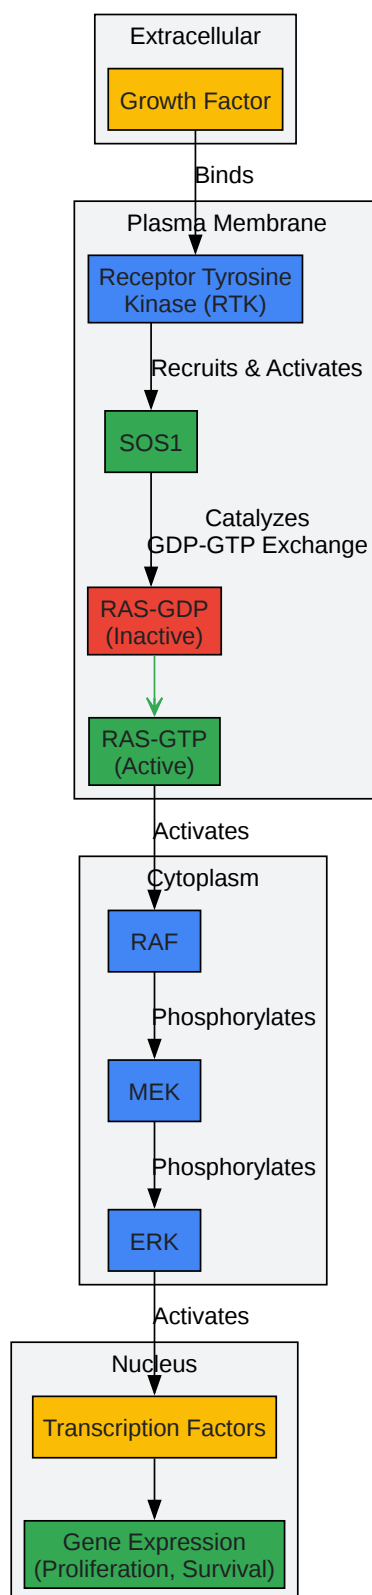 Extracellular
Growth Factor
Binds
Plasma Membrane
Receptor Tyrosine
Kinase (RTK)
Recruits & Activates
SOS1
Catalyzes
GDP-GTP Exchange
RAS-GDP
(Inactive)
RAS-GTP
(Active)
Activates
Cytoplasm
RAF
Phosphorylates
MEK
Phosphorylates
ERK
Activates
Nucleus
Transcription Factors
Gene Expression
(Proliferation, Survival)